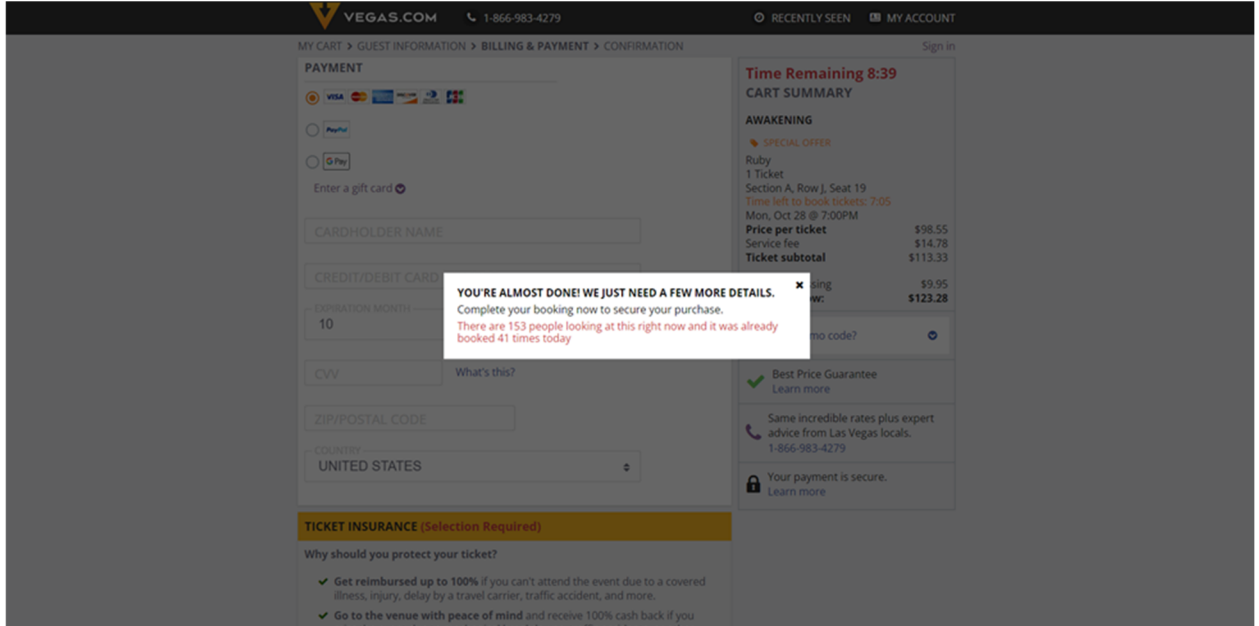 VEGAS.COM 1-866-983-4279 RECENTLY SEEN MY ACCOUNT
MY CART > GUEST INFORMATION > BILLING & PAYMENT > CONFIRMATION Sign in
PAYMENT
VISA
PayPal
G Pay
Enter a gift card
CARDHOLDER NAME
CREDIT/DEBIT CARD
EXPIRATION MONTH
10
CVV
What's this?
ZIP/POSTAL CODE
COUNTRY
UNITED STATES
TICKET INSURANCE (Selection Required)
Why should you protect your ticket?
Get reimbursed up to 100% if you can't attend the event due to a covered
illness, injury, delay by a travel carrier, traffic accident, and more.
Go to the venue with peace of mind and receive 100% cash back if you
YOU'RE ALMOST DONE! WE JUST NEED A FEW MORE DETAILS.
Complete your booking now to secure your purchase.
There are 153 people looking at this right now and it was already
booked 41 times today
Time Remaining 8:39
CART SUMMARY
AWAKENING
SPECIAL OFFER
Ruby
1 Ticket
Section A, Row J, Seat 19
Time left to book tickets: 7:05
Mon, Oct 28 @ 7:00PM
Price per ticket $98.55
Service fee $14.78
Ticket subtotal $113.33
$9.95
$123.28
code?
Best Price Guarantee
Learn more
Same incredible rates plus expert
advice from Las Vegas locals.
1-866-983-4279
Your payment is secure.
Learn more